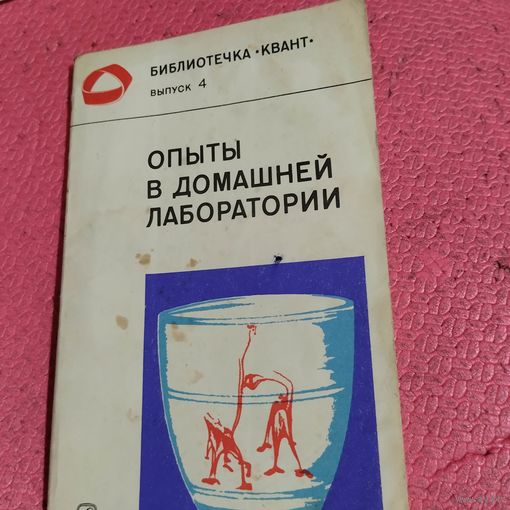 БИБЛИОТЕЧКА •КВАНТ•
ВЫПУСК 4
ОПЫТЫ
В ДОМАШНЕЙ
ЛАБОРАТОРИИ